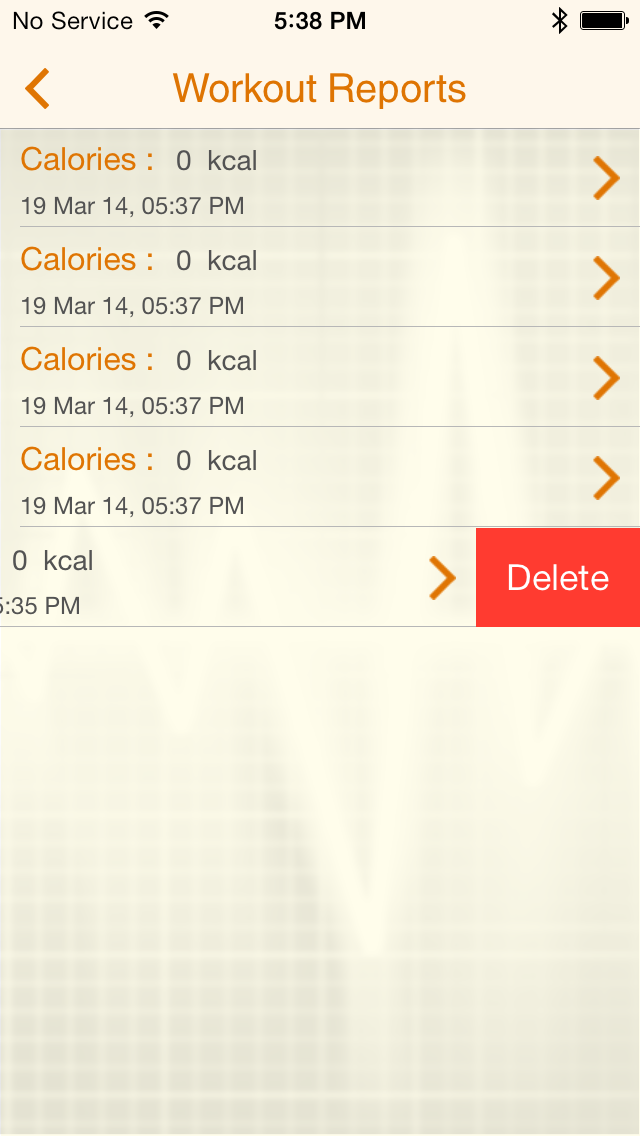 No Service 5:38 PM
Workout Reports
Calories : 0 kcal
19 Mar 14, 05:37 PM
Calories : 0 kcal
19 Mar 14, 05:37 PM
Calories : 0 kcal
19 Mar 14, 05:37 PM
Calories : 0 kcal
19 Mar 14, 05:37 PM
0 kcal
5:35 PM
Delete